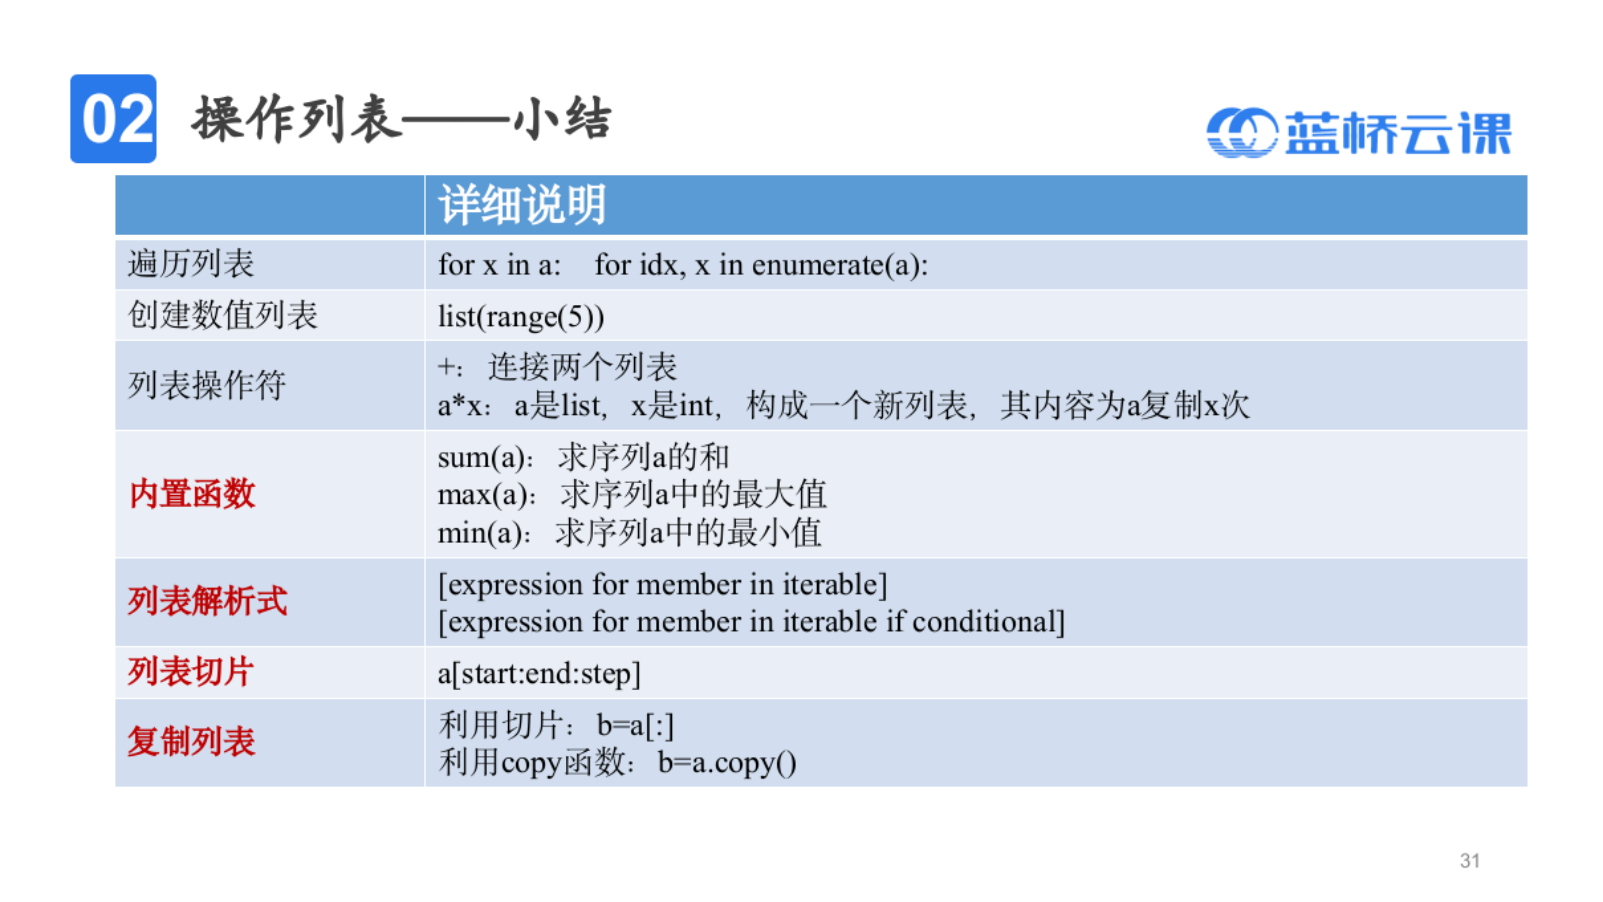 02
操作列表——小结
蓝桥云课
详细说明
遍历列表
for x in a: for idx, x in enumerate(a):
创建数值列表
list(range(5))
列表操作符
+：连接两个列表
a*x：a是list，x是int，构成一个新列表，其内容为a复制x次
内置函数
sum(a)：求序列a的和
max(a)：求序列a中的最大值
min(a)：求序列a中的最小值
列表解析式
[expression for member in iterable]
[expression for member in iterable if conditional]
列表切片
a[start:end:step]
复制列表
利用切片：b=a[:]
利用copy函数：b=a.copy()
31